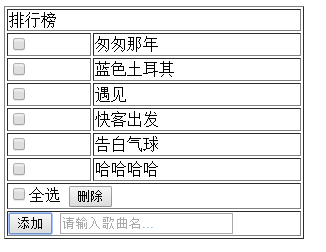 排行榜
匆匆那年
蓝色土耳其
遇见
快客出发
告白气球
哈哈哈哈
全选 删除
添加 请输入歌曲名...